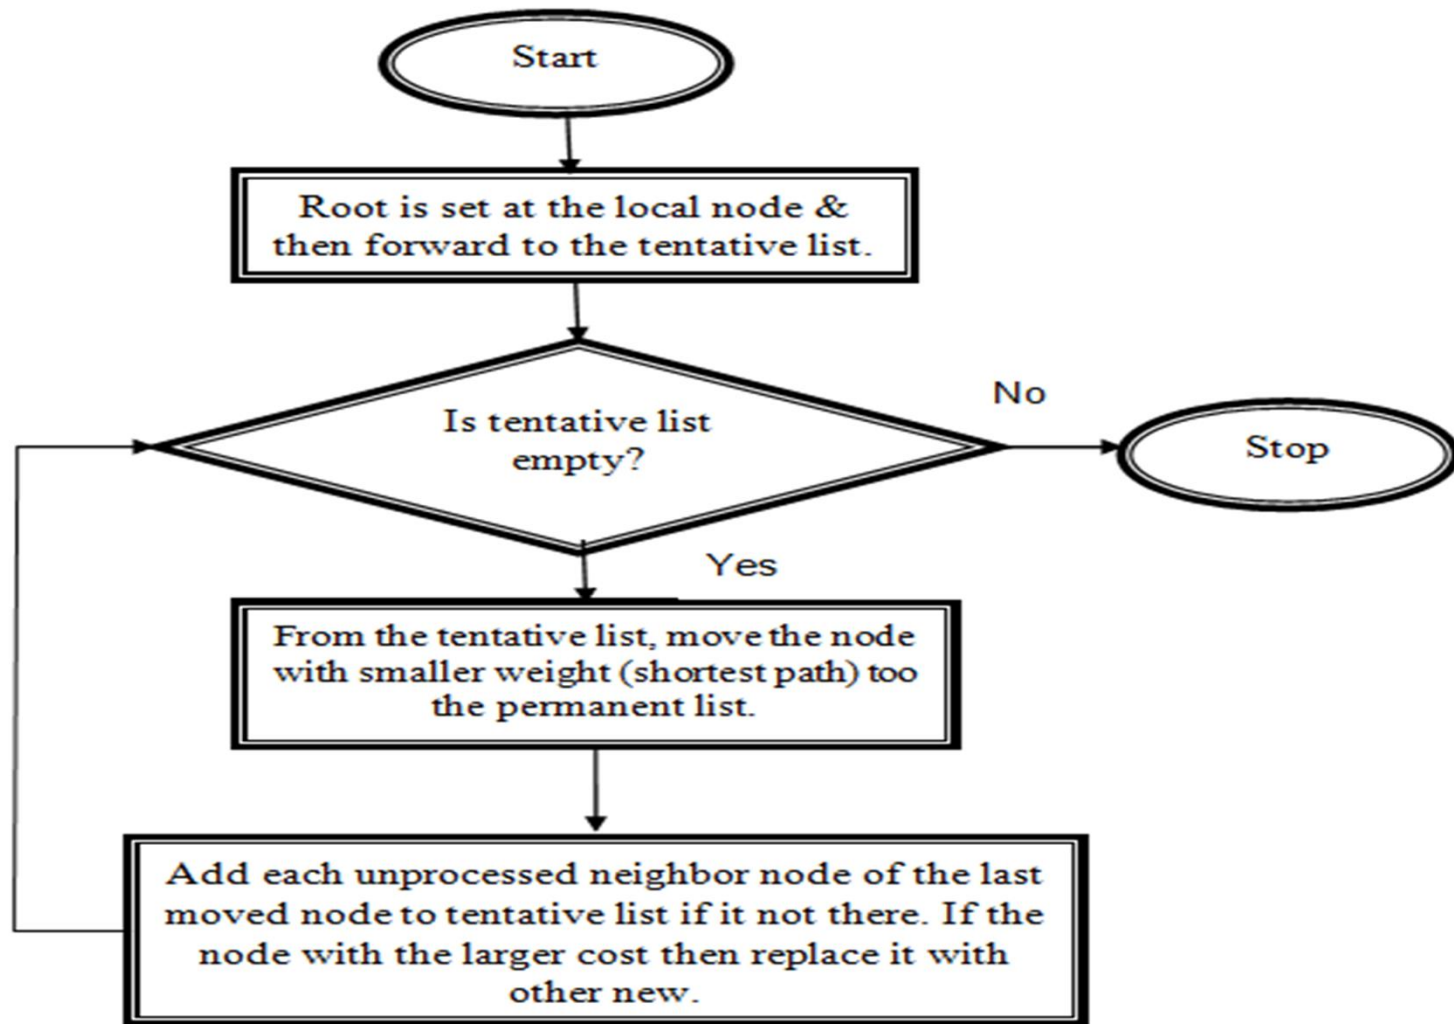 Start
Root is set at the local node &
then forward to the tentative list.
Is tentative list
empty?
No
Stop
Yes
From the tentative list, move the node
with smaller weight (shortest path) too
the permanent list.
Add each unprocessed neighbor node of the last
moved node to tentative list if it not there. If the
node with the larger cost then replace it with
other new.